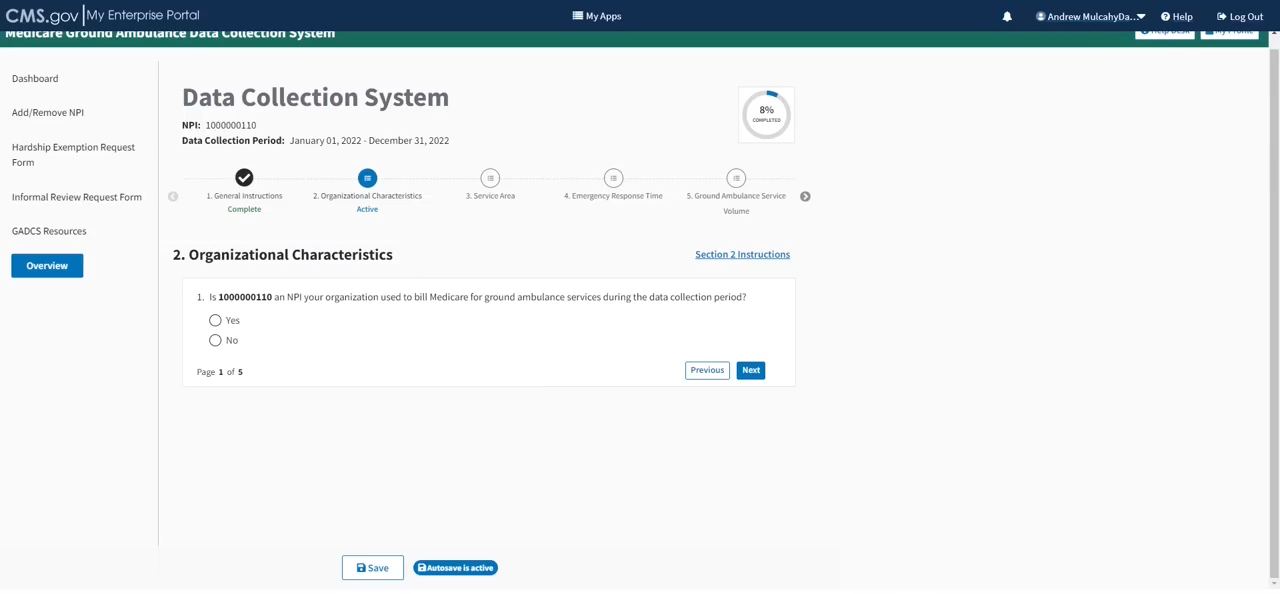 CMS.gov My Enterprise Portal
My Apps
Andrew MulcahyDa...
Help
Log Out
Medicare Ground Ambulance Data Collection System
Help Desk
My Profile
Dashboard
Add/Remove NPI
Hardship Exemption Request
Form
Informal Review Request Form
GADCS Resources
Overview
Data Collection System
NPI: 1000000110
Data Collection Period: January 01, 2022 - December 31, 2022
8%
COMPLETED
1. General Instructions
Complete
2. Organizational Characteristics
Active
3. Service Area
4. Emergency Response Time
5. Ground Ambulance Service
Volume
2. Organizational Characteristics
Section 2 Instructions
1. Is 1000000110 an NPI your organization used to bill Medicare for ground ambulance services during the data collection period?
Yes
No
Page 1 of 5
Previous
Next
Save
Autosave is active